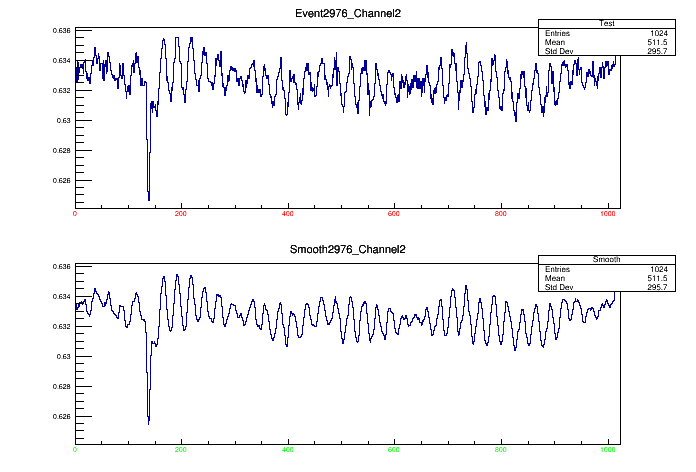 Event2976_Channel2
Test
Entries 1024
Mean 511.5
Std Dev 295.7
0.636
0.634
0.632
0.63
0.628
0.626
0 200 400 600 800 1000
Smooth2976_Channel2
Smooth
Entries 1024
Mean 511.5
Std Dev 295.7
0.636
0.634
0.632
0.63
0.628
0.626
0 200 400 600 800 1000